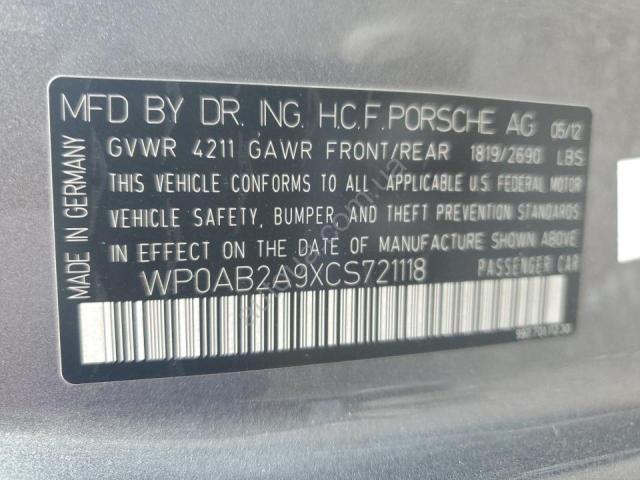 MFD BY DR. ING. H.C.F. PORSCHE AG 05/12
GVWR 4211 GAWR FRONT/REAR 1819/2690 LBS
THIS VEHICLE CONFORMS TO ALL APPLICABLE U.S. FEDERAL MOTOR
VEHICLE SAFETY, BUMPER, AND THEFT PREVENTION STANDARDS
IN EFFECT ON THE DATE OF MANUFACTURE SHOWN ABOVE
WP0AB2A9XCS721118 PASSENGER CAR
MADE IN GERMANY